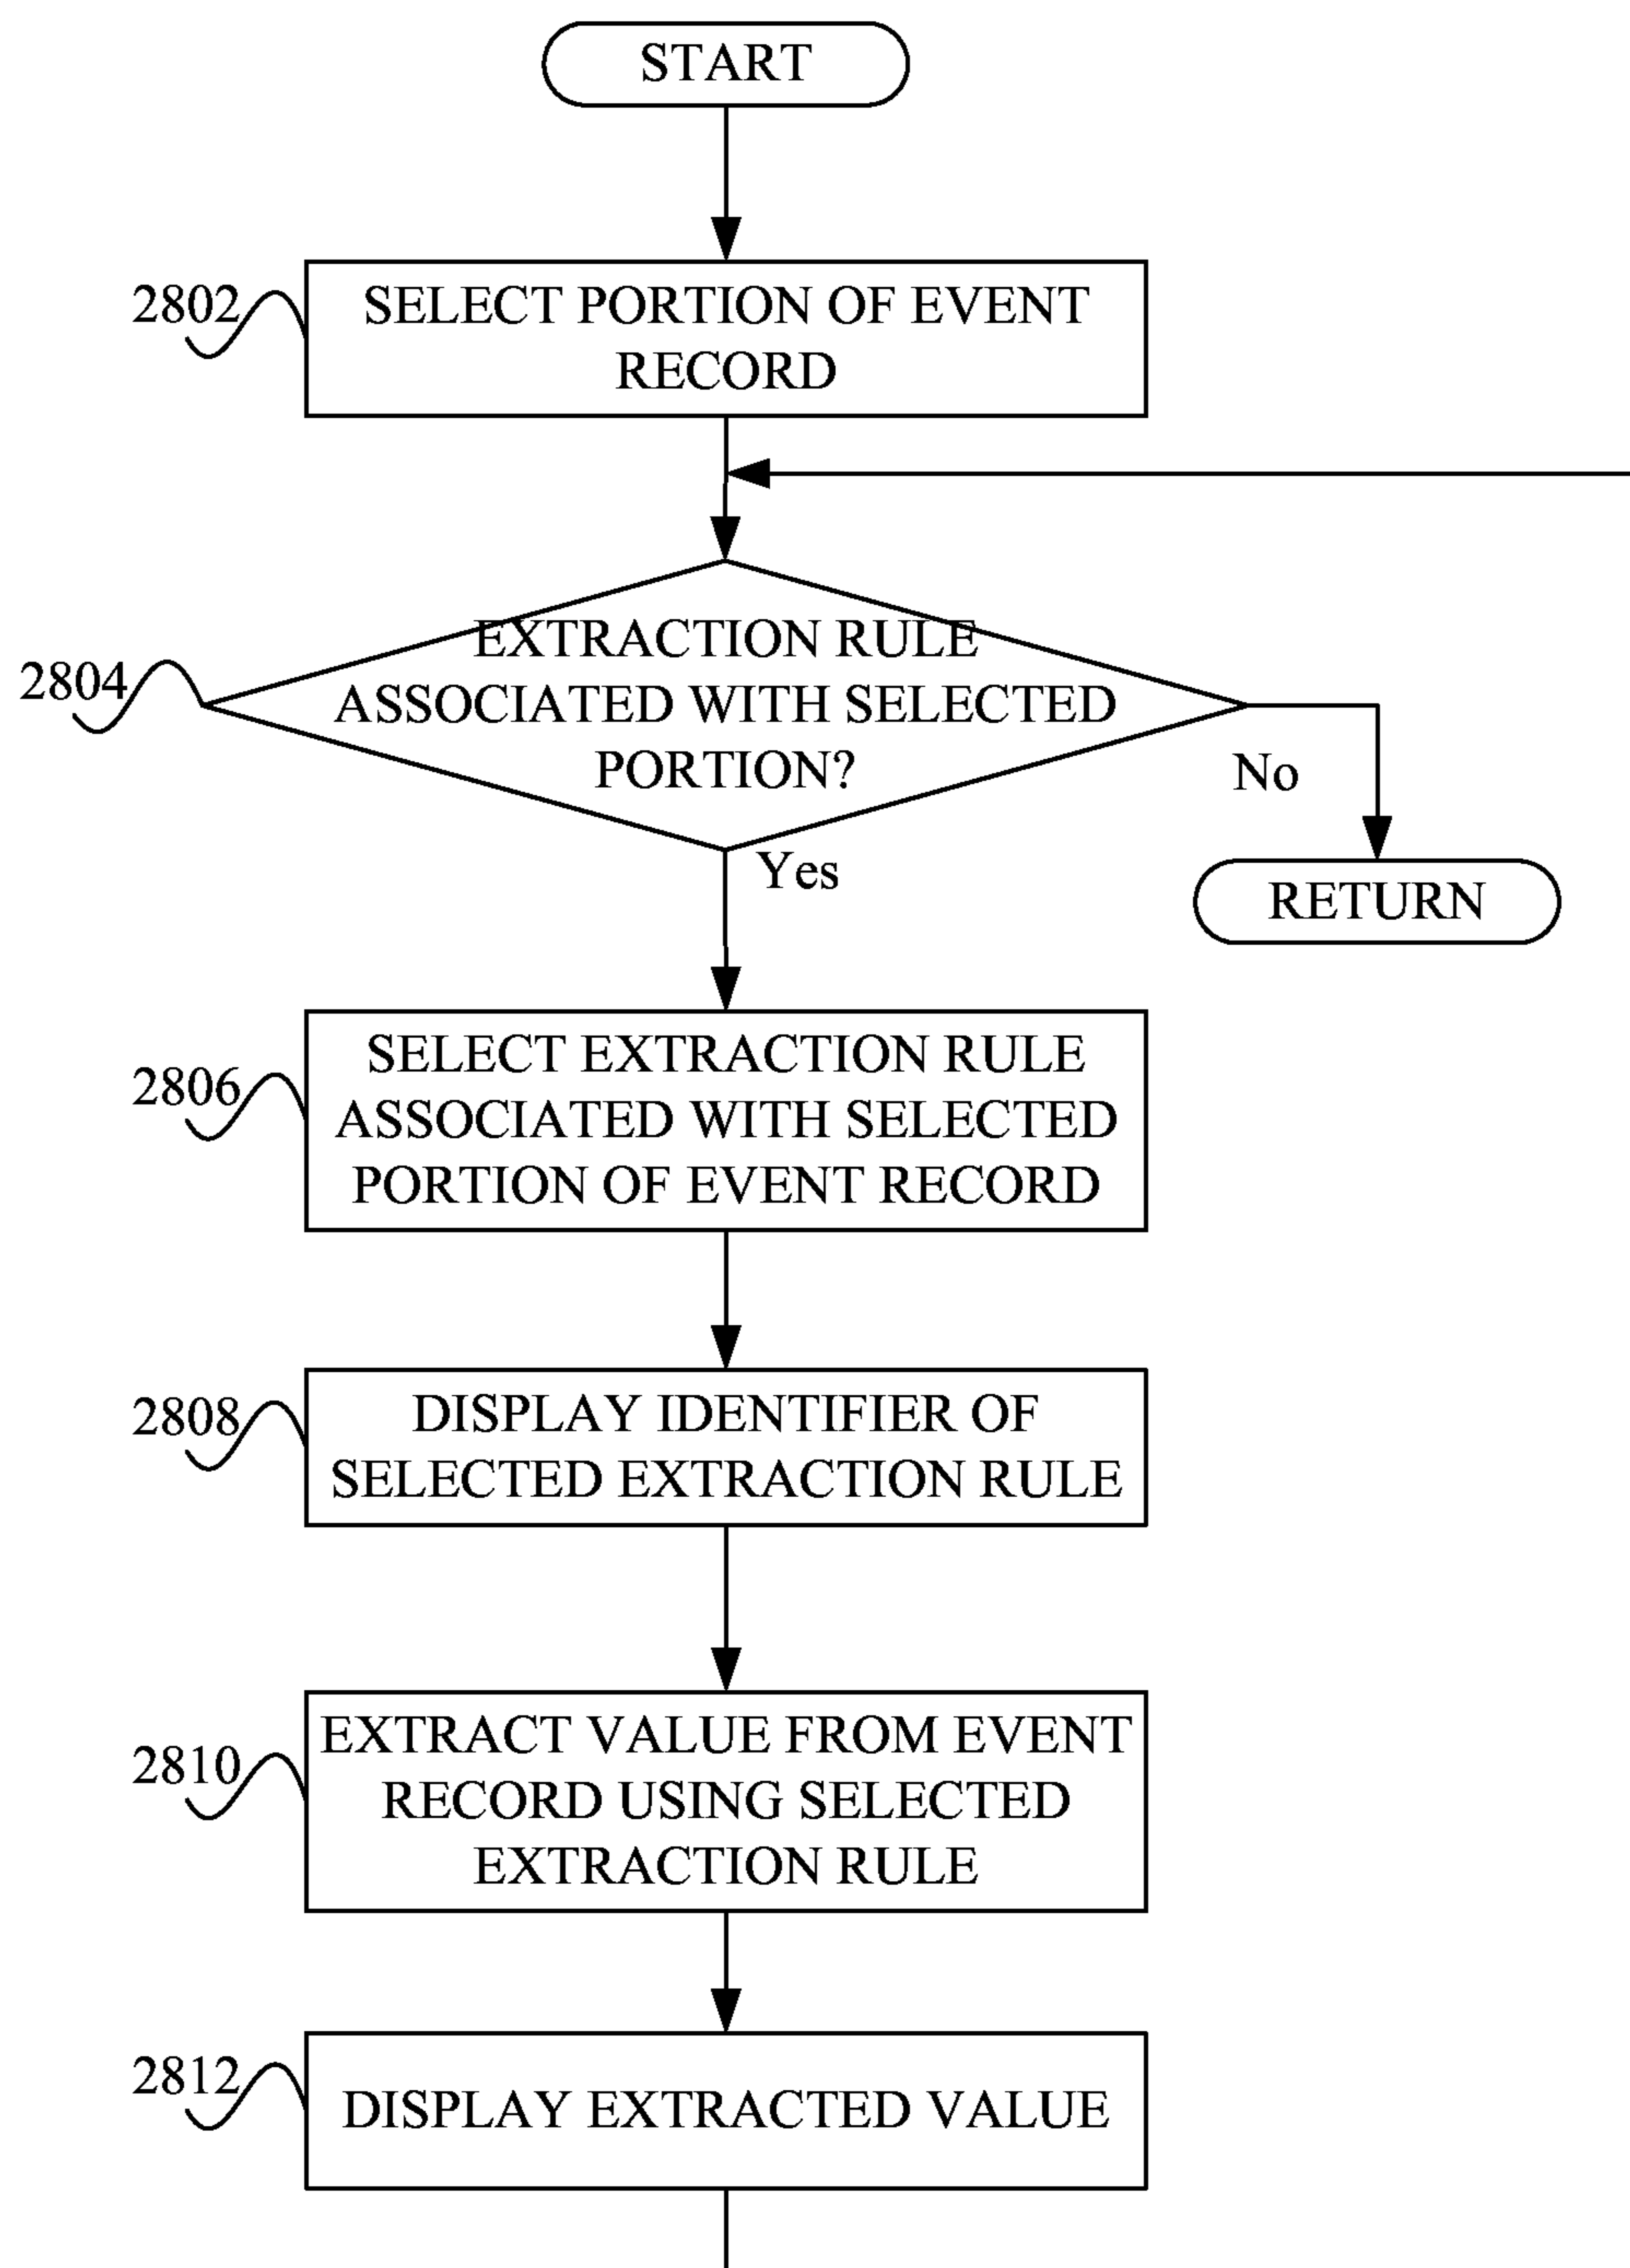 START
2802
SELECT PORTION OF EVENT
RECORD
2804
EXTRACTION RULE
ASSOCIATED WITH SELECTED
PORTION?
No
Yes
RETURN
2806
SELECT EXTRACTION RULE
ASSOCIATED WITH SELECTED
PORTION OF EVENT RECORD
2808
DISPLAY IDENTIFIER OF
SELECTED EXTRACTION RULE
2810
EXTRACT VALUE FROM EVENT
RECORD USING SELECTED
EXTRACTION RULE
2812
DISPLAY EXTRACTED VALUE